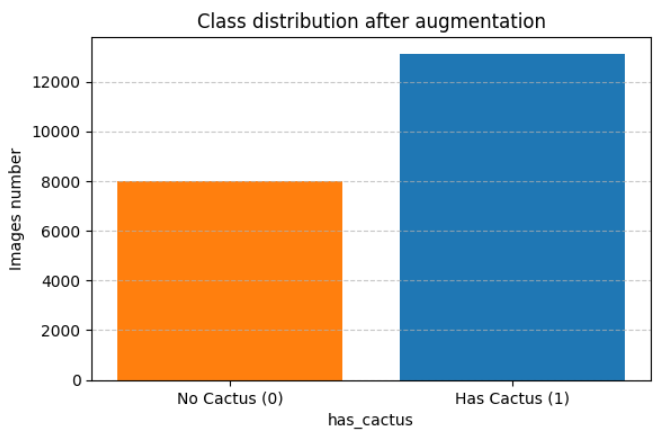 Class distribution after augmentation
Images number
12000
10000
8000
6000
4000
2000
0
No Cactus (0)
Has Cactus (1)
has_cactus